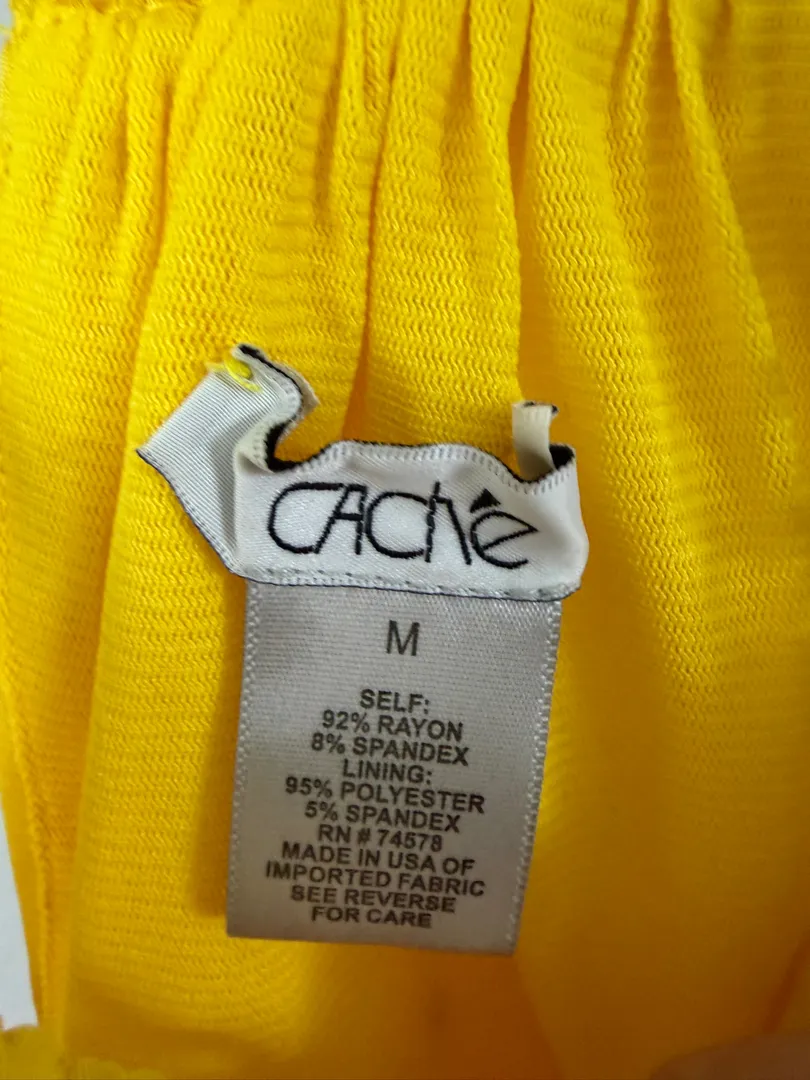 CAChé
M
SELF:
92% RAYON
8% SPANDEX
LINING:
95% POLYESTER
5% SPANDEX
RN # 74578
MADE IN USA OF
IMPORTED FABRIC
SEE REVERSE
FOR CARE